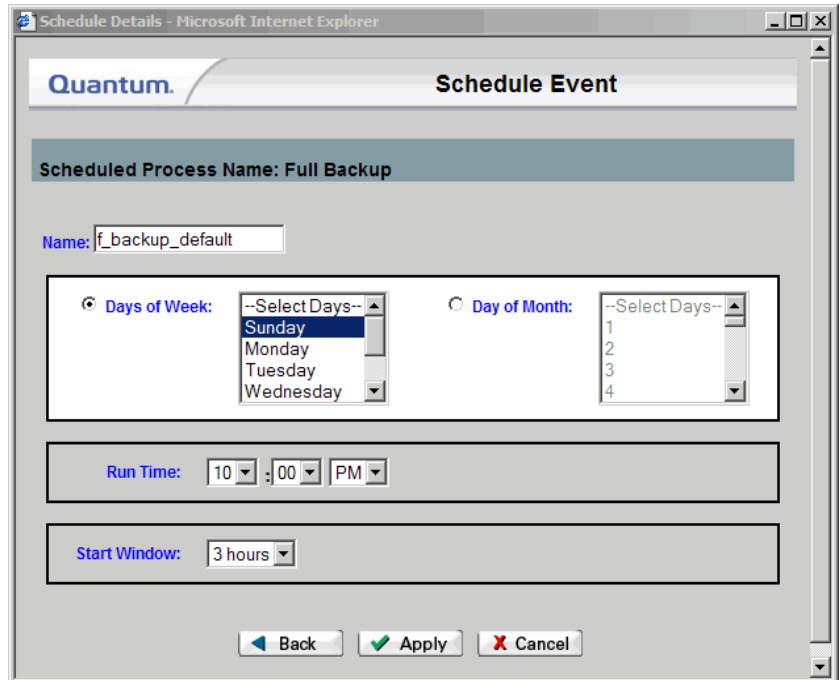 Schedule Details - Microsoft Internet Explorer
Quantum. Schedule Event
Scheduled Process Name: Full Backup
Name: f_backup_default
Days of Week:
--Select Days--
Sunday
Monday
Tuesday
Wednesday
Day of Month:
--Select Days--
1
2
3
4
Run Time: 10 : 00 PM
Start Window: 3 hours
Back Apply X Cancel